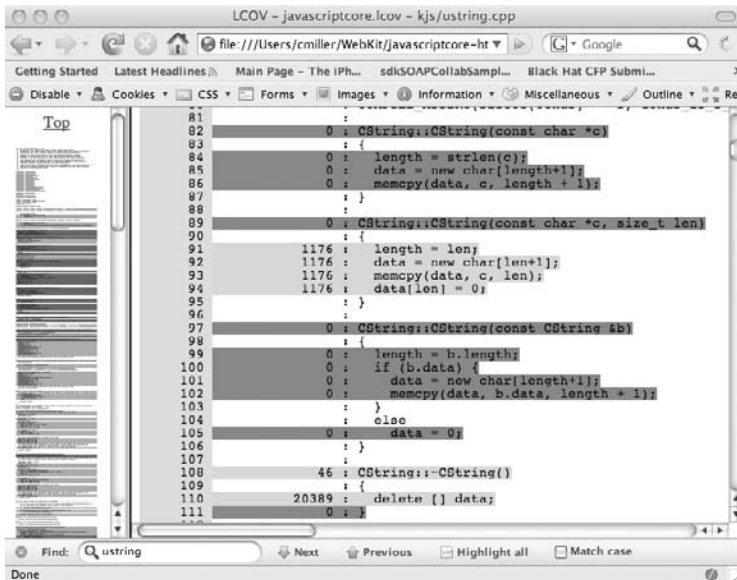 LCOV - javascriptcore.lcov - kjs/ustring.cpp
file:///Users/cmiller/WebKit/javascriptcore-ht
G Google
Getting Started Latest Headlines Main Page - The iPh... sdkSOAPCollabSampl... Black Hat CFP Submi...
Disable Cookies CSS Forms Images Information Miscellaneous Outline Re
Top
81 :
82 0 : CString::CString(const char *c)
83 : {
84 0 : length = strlen(c);
85 0 : data = new char[length+1];
86 0 : memcpy(data, c, length + 1);
87 : }
88 :
89 0 : CString::CString(const char *c, size_t len)
90 : {
91 1176 : length = len;
92 1176 : data = new char[len+1];
93 1176 : memcpy(data, c, len);
94 1176 : data[len] = 0;
95 : }
96 :
97 0 : CString::CString(const CString &b)
98 : {
99 0 : length = b.length;
100 0 : if (b.data) {
101 0 : data = new char[length+1];
102 0 : memcpy(data, b.data, length + 1);
103 : }
104 : else
105 0 : data = 0;
106 : }
107 :
108 46 : CString::~CString()
109 : {
110 20389 : delete [] data;
111 0 : }
Find: ustring Next Previous Highlight all Match case
Done